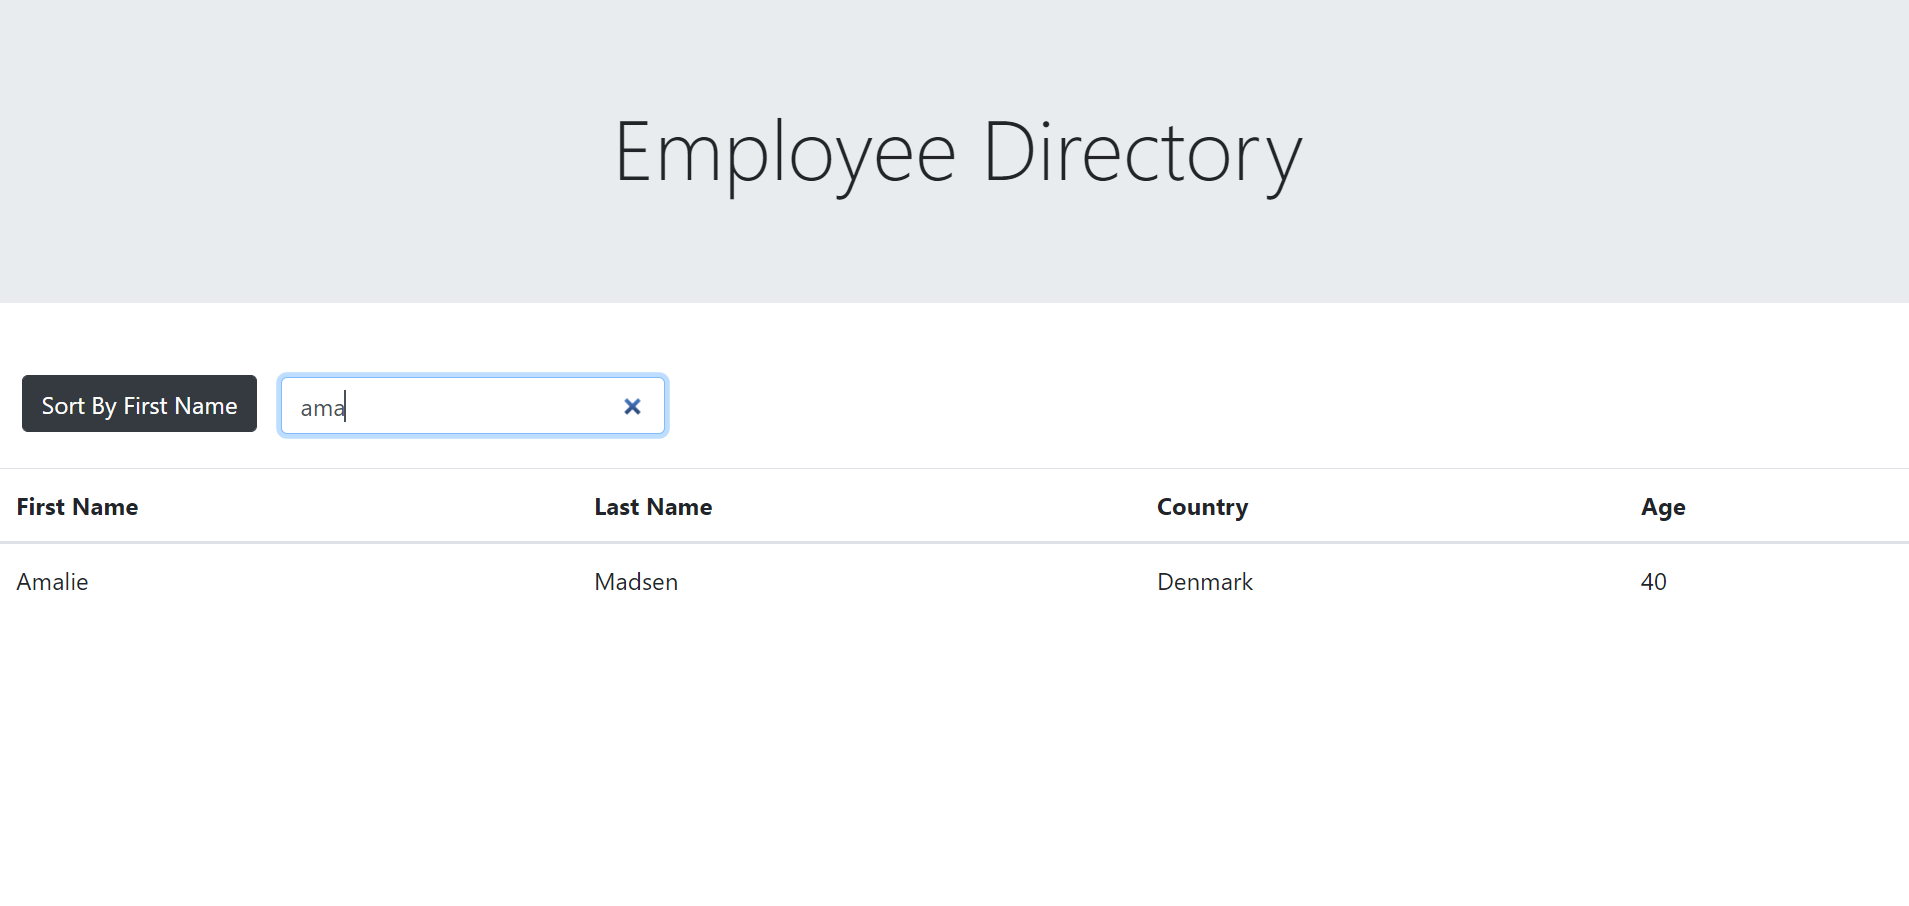 Employee Directory
Sort By First Name ama
First Name Last Name Country Age
Amalie Madsen Denmark 40